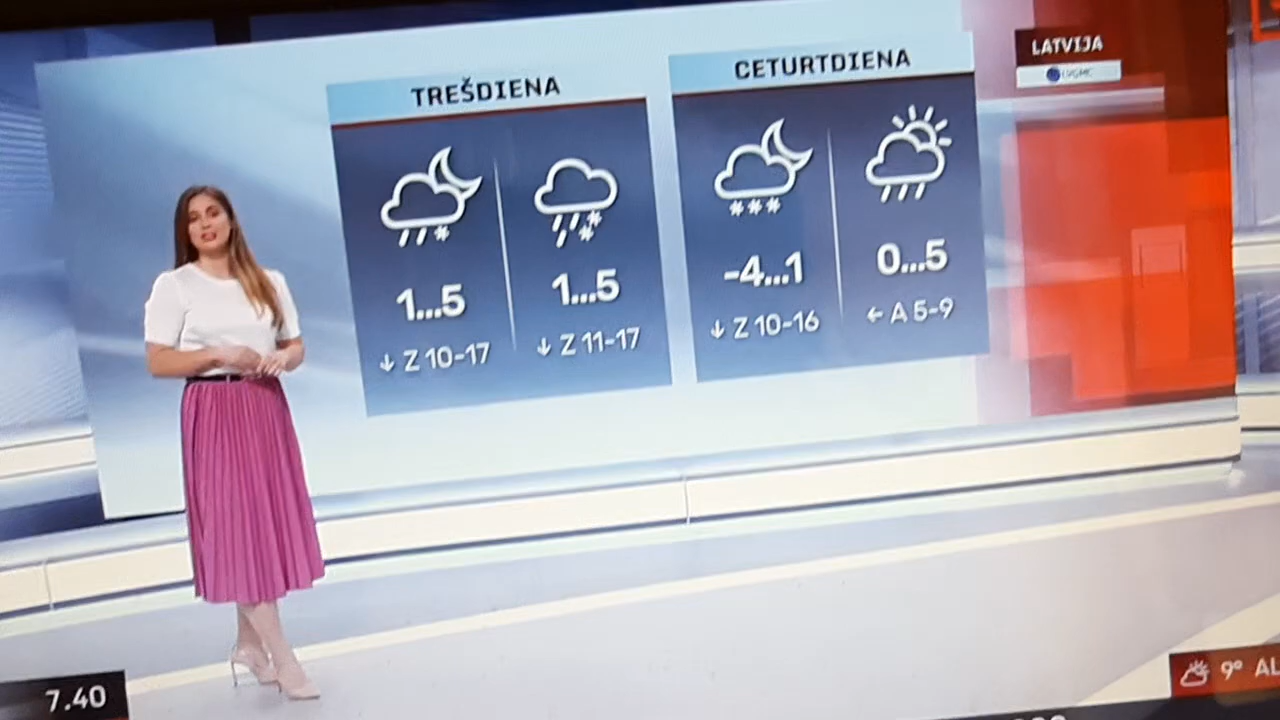 TREŠDIENA
1...5
1...5
↓ Z 10-17
↓ Z 11-17
CETURTDIENA
-4...1
0...5
↓ Z 10-16
← A 5-9
LATVIJA
7.40
9° AL